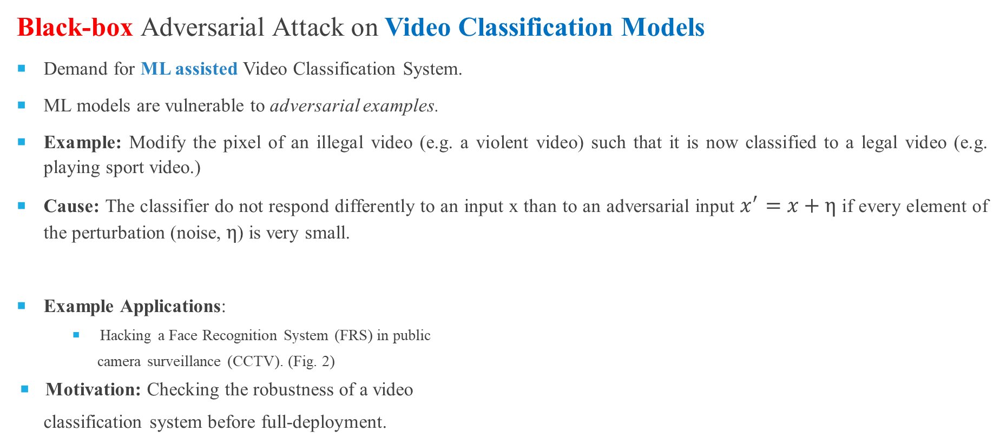 Black-box Adversarial Attack on Video Classification Models
Demand for ML assisted Video Classification System.
ML models are vulnerable to adversarial examples.
Example: Modify the pixel of an illegal video (e.g. a violent video) such that it is now classified to a legal video (e.g.
playing sport video.)
Cause: The classifier do not respond differently to an input x than to an adversarial input x′ = x + η if every element of
the perturbation (noise, η) is very small.
Example Applications:
Hacking a Face Recognition System (FRS) in public
camera surveillance (CCTV). (Fig. 2)
Motivation: Checking the robustness of a video
classification system before full-deployment.